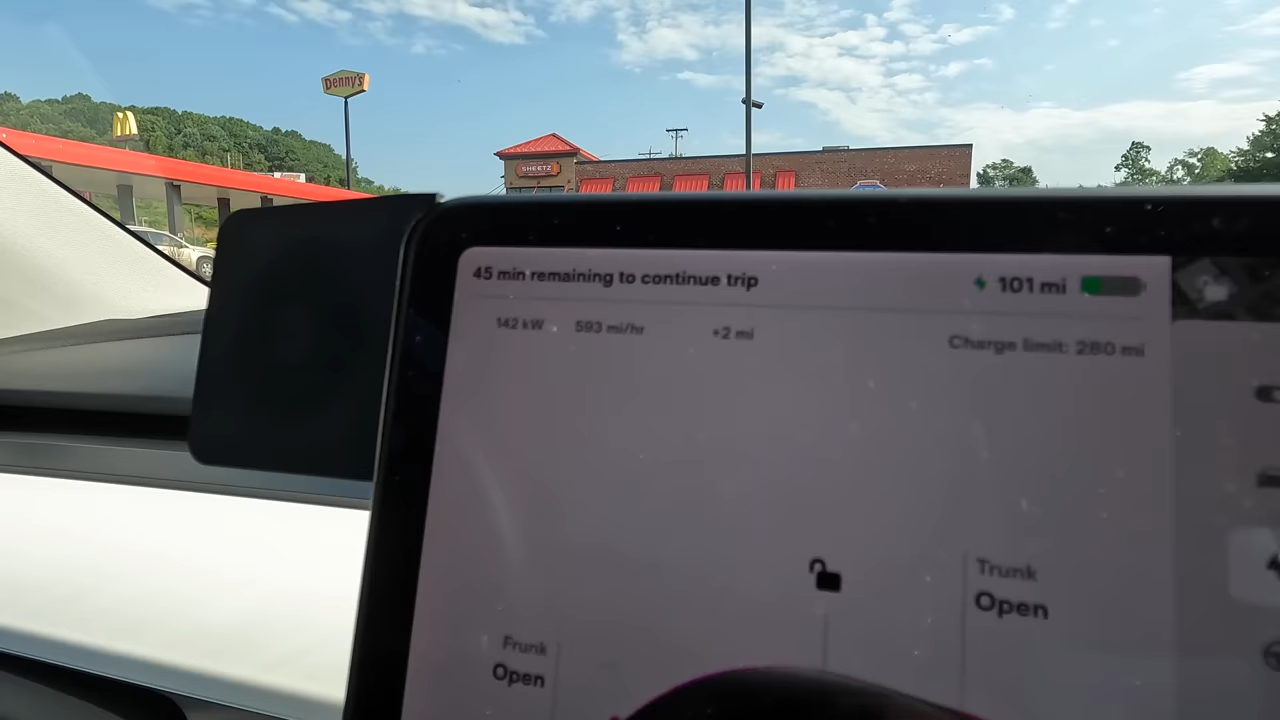 Denny's
SHEETZ
45 min remaining to continue trip
101 mi
142 kW
593 mi/hr
+2 mi
Charge limit: 280 mi
Trunk
Open
Frunk
Open